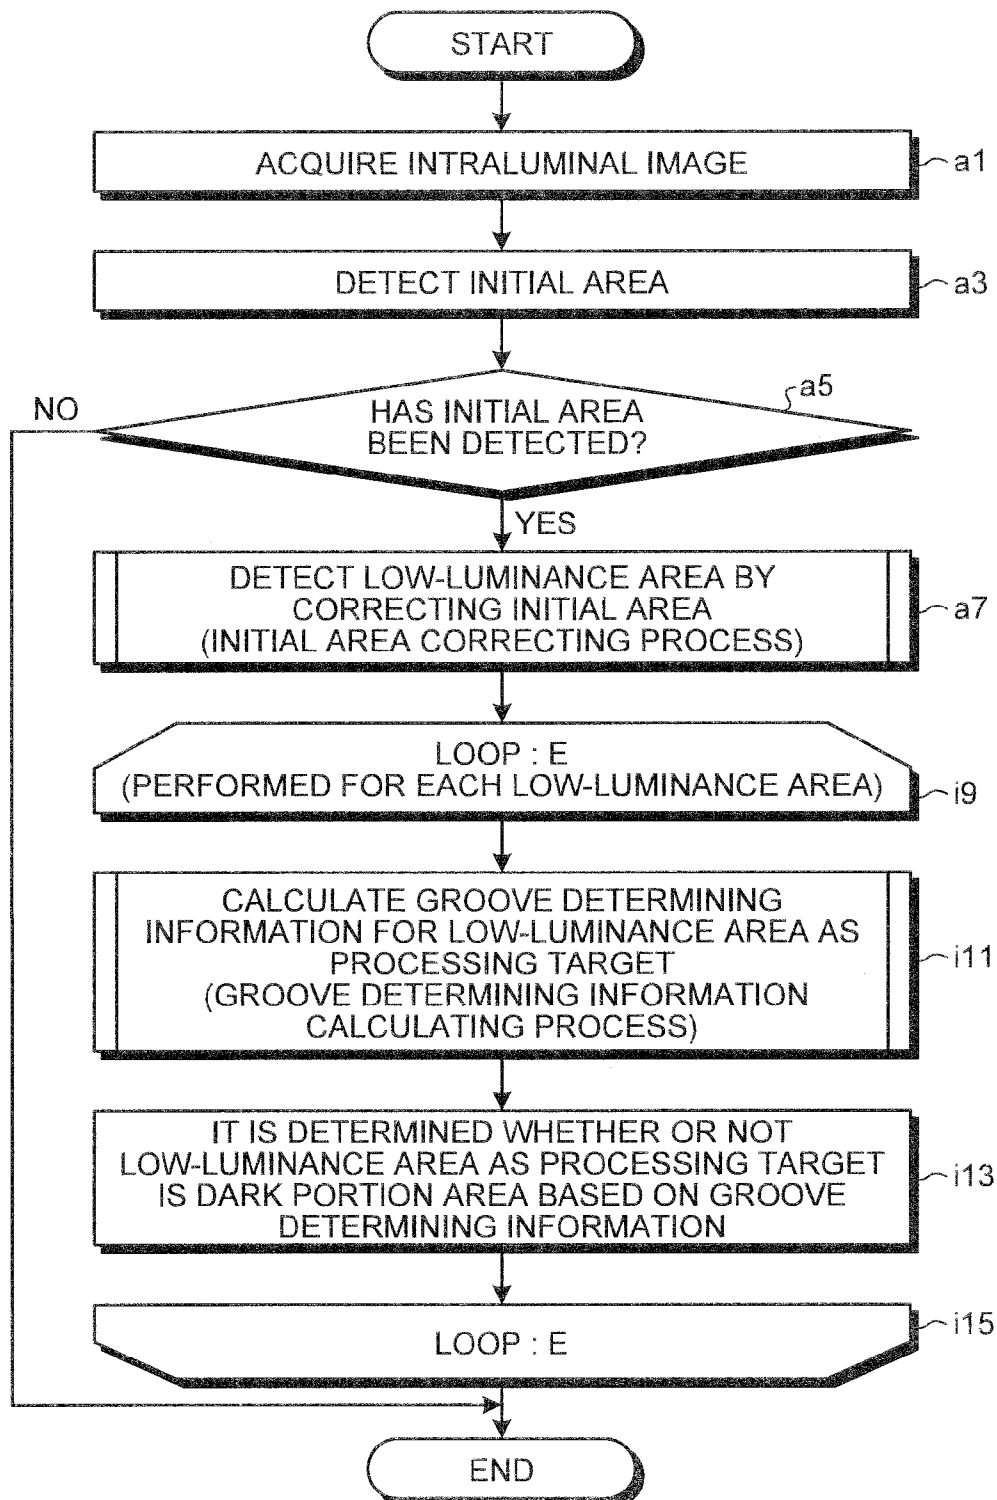 START
ACQUIRE INTRALUMINAL IMAGE
a1
DETECT INITIAL AREA
a3
a5
NO
HAS INITIAL AREA
BEEN DETECTED?
YES
DETECT LOW-LUMINANCE AREA BY
CORRECTING INITIAL AREA
(INITIAL AREA CORRECTING PROCESS)
a7
LOOP : E
(PERFORMED FOR EACH LOW-LUMINANCE AREA)
i9
CALCULATE GROOVE DETERMINING
INFORMATION FOR LOW-LUMINANCE AREA AS
PROCESSING TARGET
(GROOVE DETERMINING INFORMATION
CALCULATING PROCESS)
i11
IT IS DETERMINED WHETHER OR NOT
LOW-LUMINANCE AREA AS PROCESSING TARGET
IS DARK PORTION AREA BASED ON GROOVE
DETERMINING INFORMATION
i13
LOOP : E
i15
END